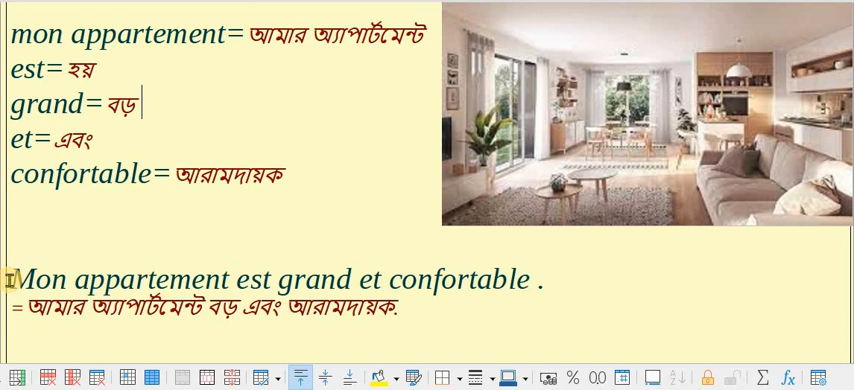 mon appartement= আমার অ্যাপার্টমেন্ট
est= হয়
grand= বড়
et= এবং
confortable= আরামদায়ক
Mon appartement est grand et confortable .
= আমার অ্যাপার্টমেন্ট বড় এবং আরামদায়ক.